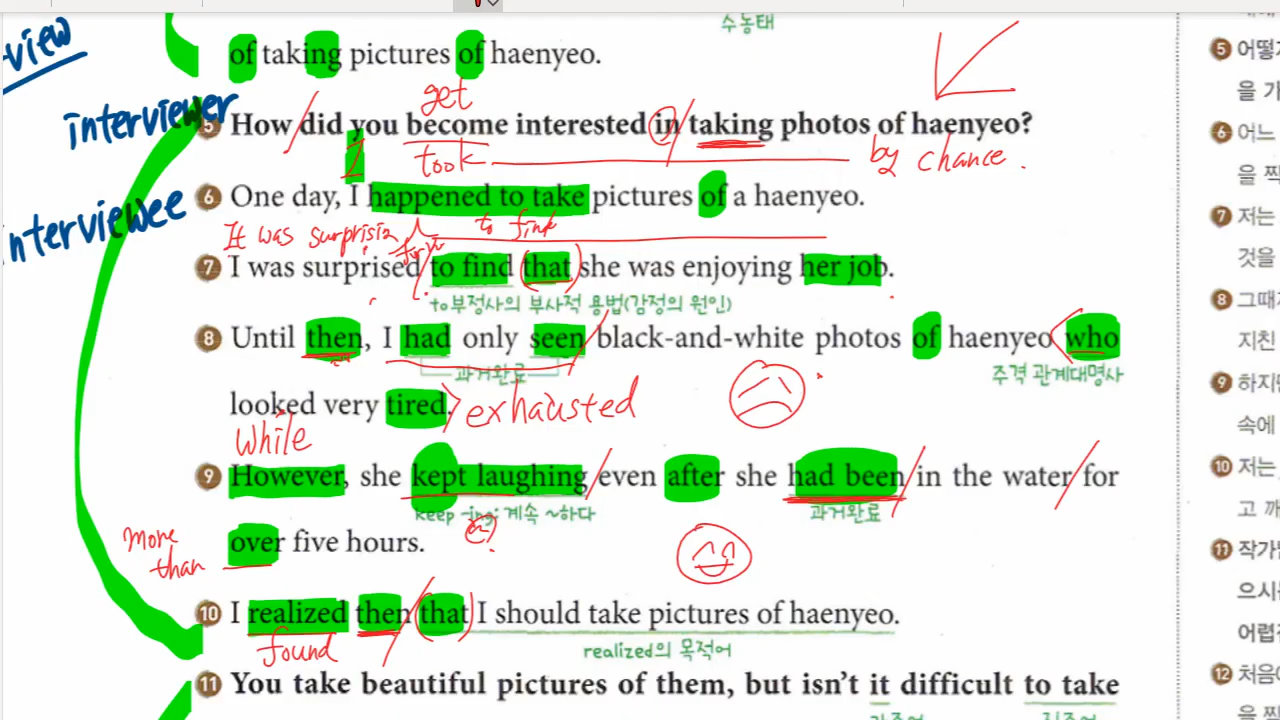 수동태
view
of taking pictures of haenyeo.
interviewer
get
5 How did you become interested in taking photos of haenyeo?
took
by chance.
6 One day, I happened to take pictures of a haenyeo.
interviewee
It was surprising
to find
7 I was surprised to find that she was enjoying her job.
to부정사의 부사적 용법(감정의 원인)
8 Until then, I had only seen black-and-white photos of haenyeo who
과거완료
주격 관계대명사
looked very tired. exhausted
while
9 However, she kept laughing even after she had been in the water for
keep -ing: 계속 ~하다
과거완료
more than
over five hours.
10 I realized then that I should take pictures of haenyeo.
found
realized의 목적어
11 You take beautiful pictures of them, but isn't it difficult to take
5 어떻게
을 가
6 어느
을 찍
7 저는
것을
8 그때까
지친
9 하지만
속에
10 저는
고 깨
11 작가님
으시
어렵
12 처음에
을 찍